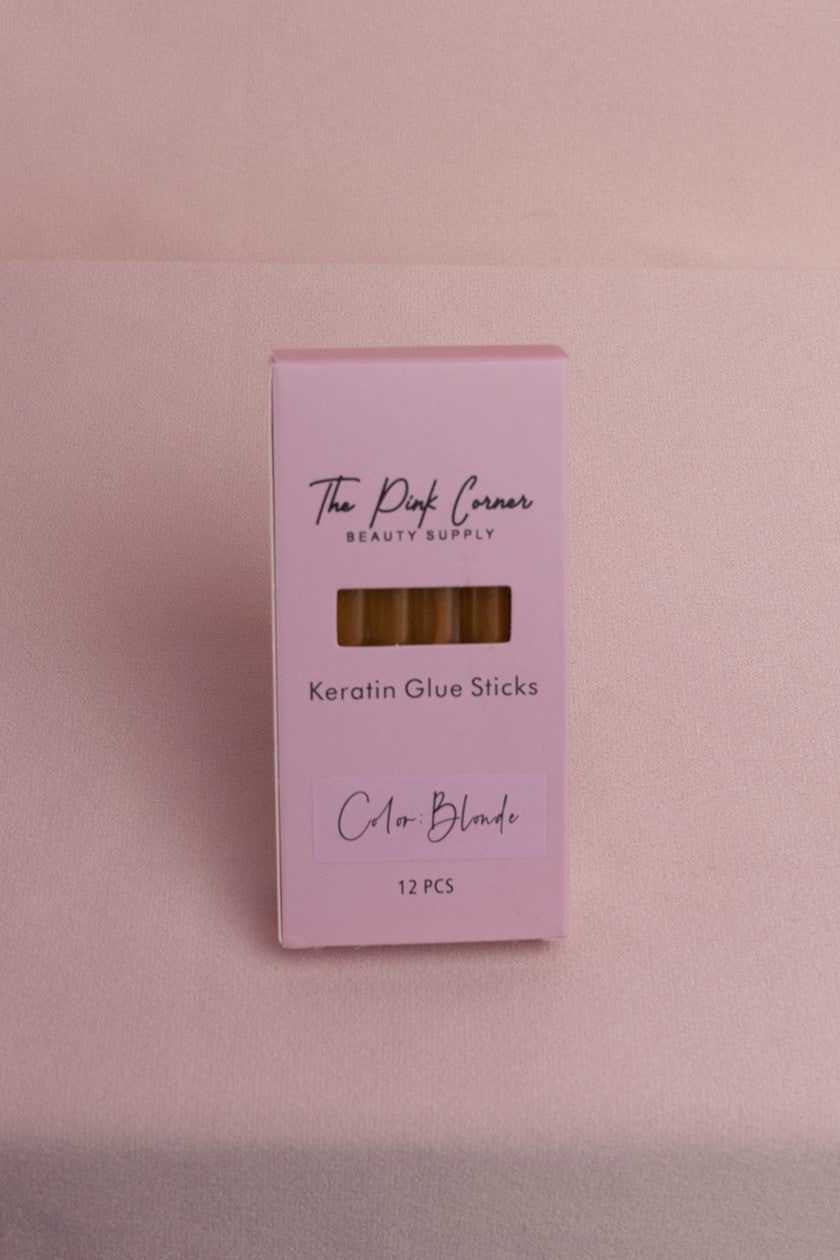 The Pink Corner
BEAUTY SUPPLY
Keratin Glue Sticks
Color: Blonde
12 PCS